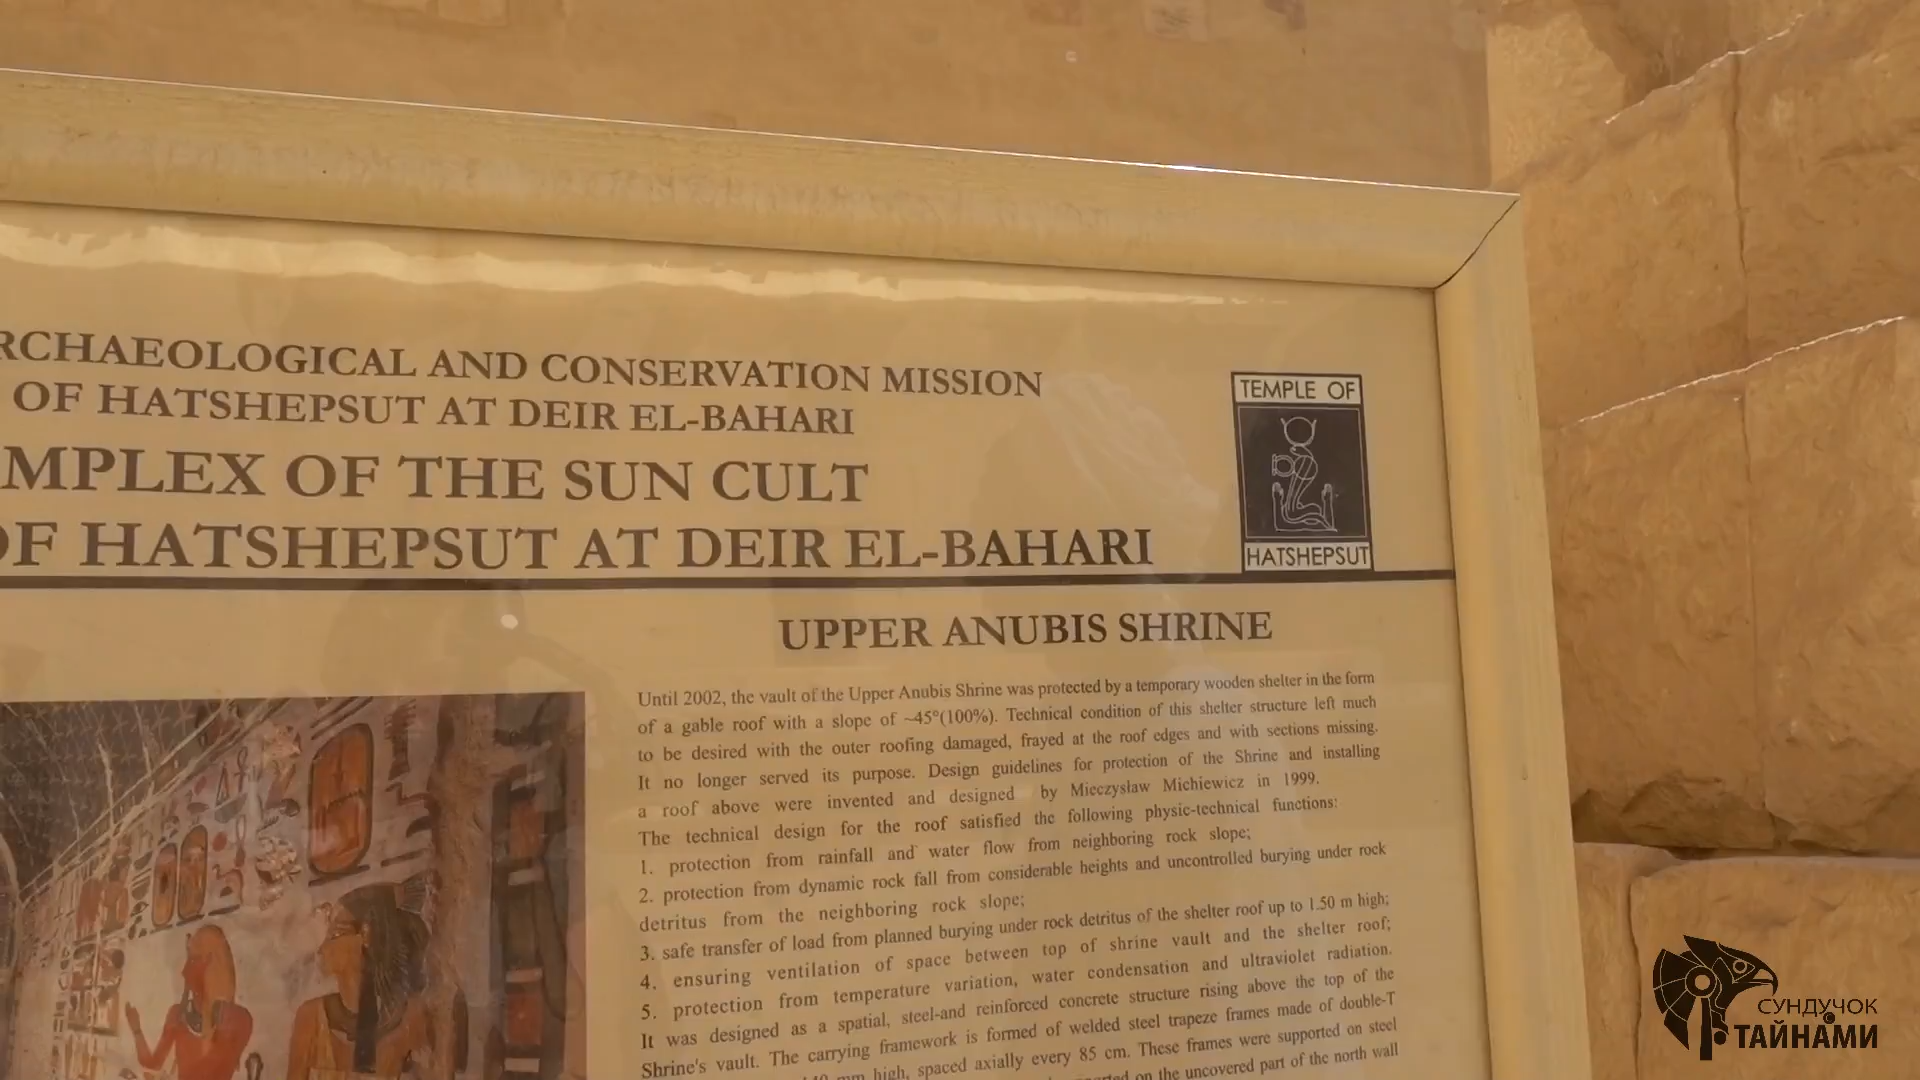 ARCHAEOLOGICAL AND CONSERVATION MISSION
OF HATSHEPSUT AT DEIR EL-BAHARI
MPLEX OF THE SUN CULT
OF HATSHEPSUT AT DEIR EL-BAHARI
TEMPLE OF
HATSHEPSUT
UPPER ANUBIS SHRINE
Until 2002, the vault of the Upper Anubis Shrine was protected by a temporary wooden shelter in the form
of a gable roof with a slope of ~45°(100%). Technical condition of this shelter structure left much
to be desired with the outer roofing damaged, frayed at the roof edges and with sections missing.
It no longer served its purpose. Design guidelines for protection of the Shrine and installing
a roof above were invented and designed by Mieczysław Michiewicz in 1999.
The technical design for the roof satisfied the following physic-technical functions:
1. protection from rainfall and water flow from neighboring rock slope;
2. protection from dynamic rock fall from considerable heights and uncontrolled burying under rock
detritus from the neighboring rock slope;
3. safe transfer of load from planned burying under rock detritus of the shelter roof up to 1.50 m high;
4. ensuring ventilation of space between top of shrine vault and the shelter roof;
5. protection from temperature variation, water condensation and ultraviolet radiation.
It was designed as a spatial, steel-and reinforced concrete structure rising above the top of the
Shrine's vault. The carrying framework is formed of welded steel trapeze frames made of double-T
mm high, spaced axially every 85 cm. These frames were supported on steel
on the uncovered part of the north wall
СУНДУЧОК
ТАЙНАМИ